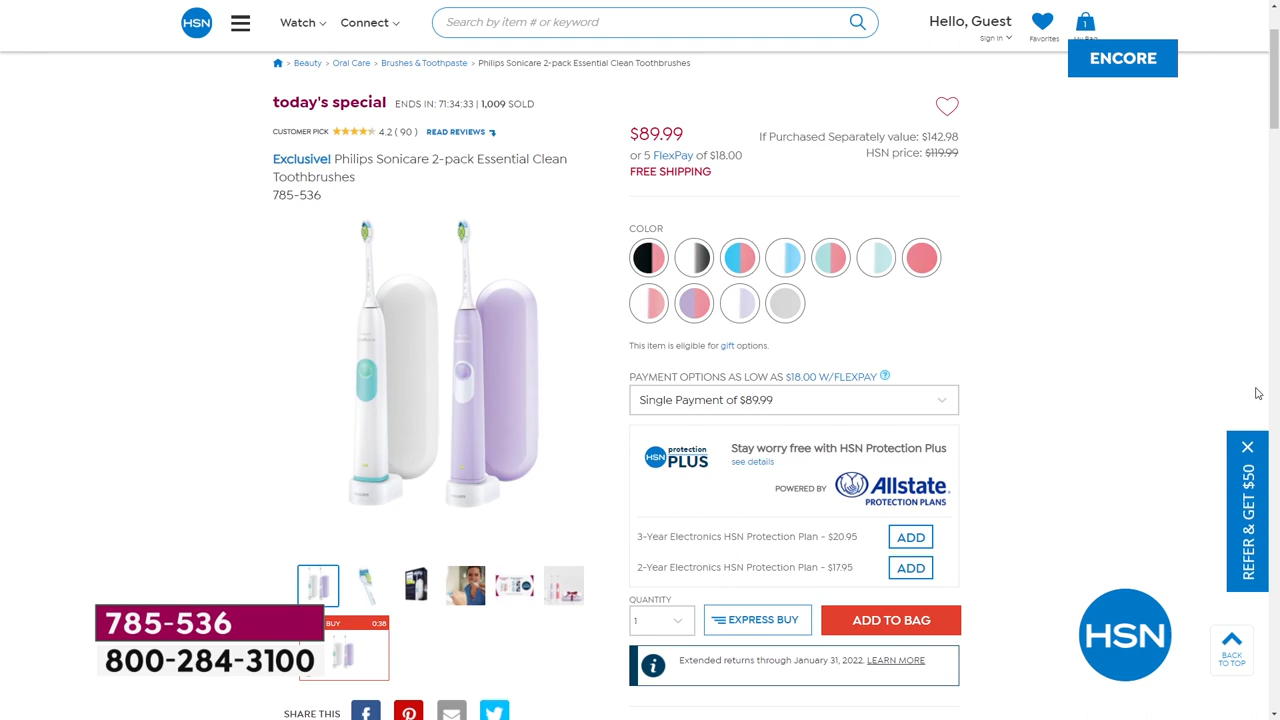 HSN
Watch
Connect
Search by item # or keyword
Hello, Guest
Sign In
Favorites
1
My Bag
ENCORE
> Beauty > Oral Care > Brushes & Toothpaste > Philips Sonicare 2-pack Essential Clean Toothbrushes
today's special ENDS IN: 71:34:33 | 1,009 SOLD
CUSTOMER PICK 4.2 ( 90 ) READ REVIEWS
Exclusive! Philips Sonicare 2-pack Essential Clean
Toothbrushes
785-536
$89.99
or 5 FlexPay of $18.00
FREE SHIPPING
If Purchased Separately value: $142.98
HSN price: $119.99
COLOR
This item is eligible for gift options.
PAYMENT OPTIONS AS LOW AS $18.00 W/FLEXPAY ?
Single Payment of $89.99
HSN protection PLUS
Stay worry free with HSN Protection Plus
see details
POWERED BY Allstate
PROTECTION PLANS
3-Year Electronics HSN Protection Plan - $20.95 ADD
2-Year Electronics HSN Protection Plan - $17.95 ADD
QUANTITY
1
EXPRESS BUY
ADD TO BAG
i Extended returns through January 31, 2022. LEARN MORE
REFER & GET $50
BUY 0:38
785-536
800-284-3100
HSN
BACK
TO TOP
SHARE THIS